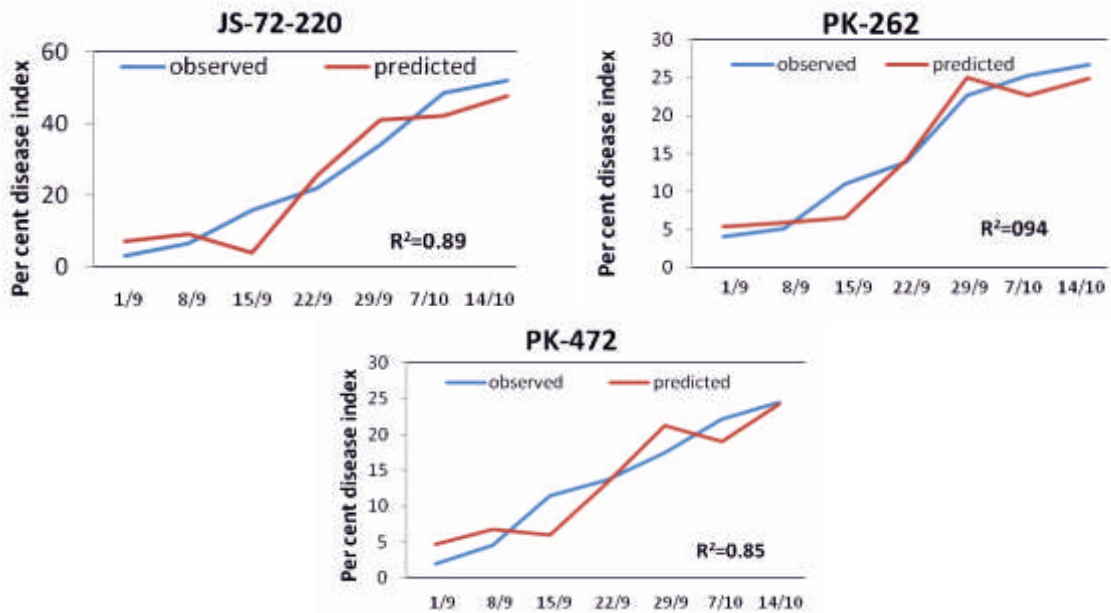 JS-72-220
Per cent disease index
60
40
20
0
observed predicted
R²=0.89
1/9 8/9 15/9 22/9 29/9 7/10 14/10
PK-262
Per cent disease index
30
25
20
15
10
5
0
observed predicted
R²=094
1/9 8/9 15/9 22/9 29/9 7/10 14/10
PK-472
Per cent disease index
30
25
20
15
10
5
0
observed predicted
R²=0.85
1/9 8/9 15/9 22/9 29/9 7/10 14/10